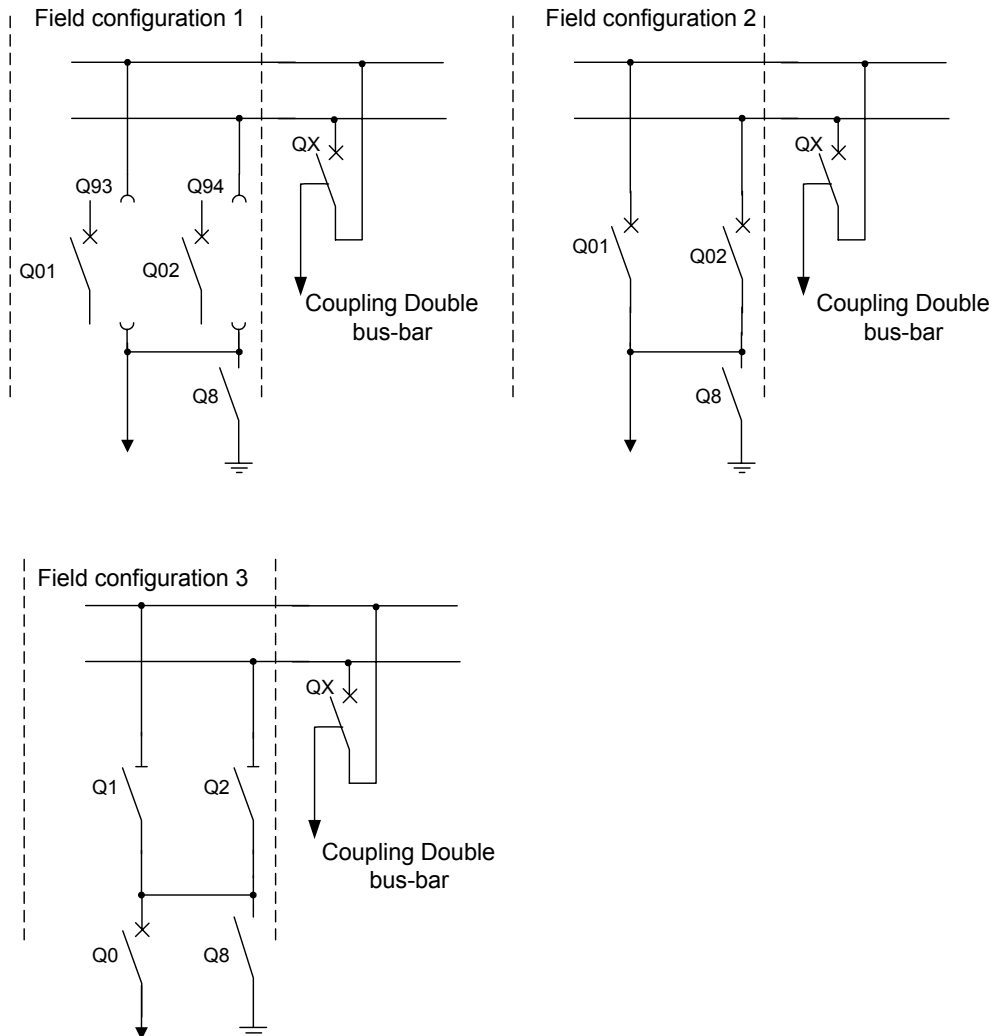 Field configuration 1
Q93
Q94
QX
Q01
Q02
Coupling Double
bus-bar
Q8
Field configuration 2
QX
Q01
Q02
Coupling Double
bus-bar
Q8
Field configuration 3
QX
Q1
Q2
Coupling Double
bus-bar
Q0
Q8